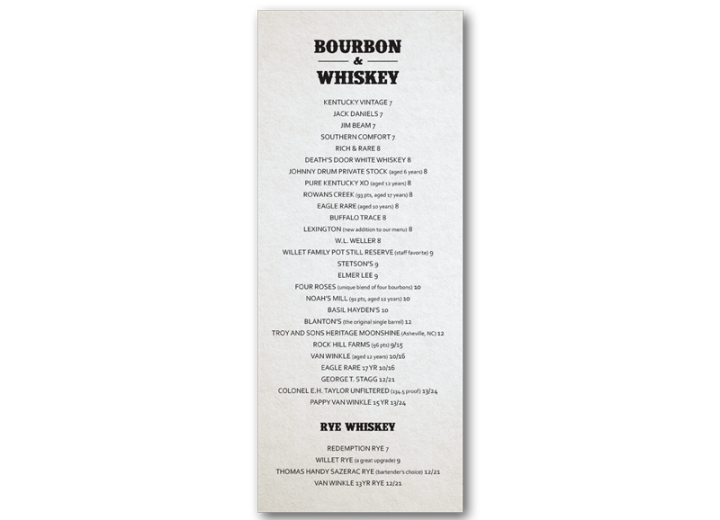 BOURBON
&
WHISKEY
KENTUCKY VINTAGE 7
JACK DANIELS 7
JIM BEAM 7
SOUTHERN COMFORT 7
RICH & RARE 8
DEATH'S DOOR WHITE WHISKEY 8
JOHNNY DRUM PRIVATE STOCK (aged 6 years) 8
PURE KENTUCKY XO (aged 12 years) 8
ROWANS CREEK (93 pts, aged 17 years) 8
EAGLE RARE (aged 10 years) 8
BUFFALO TRACE 8
LEXINGTON (new addition to our menu) 8
W.L. WELLER 8
WILLET FAMILY POT STILL RESERVE (staff favorite) 9
STETSON'S 9
ELMER LEE 9
FOUR ROSES (unique blend of four bourbons) 10
NOAH'S MILL (91 pts, aged 12 years) 10
BASIL HAYDEN'S 10
BLANTON'S (the original single barrel) 12
TROY AND SONS HERITAGE MOONSHINE (Asheville, NC) 12
ROCK HILL FARMS (96 pts) 9/15
VAN WINKLE (aged 12 years) 10/16
EAGLE RARE 17 YR 10/16
GEORGE T. STAGG 12/21
COLONEL E.H. TAYLOR UNFILTERED (134.5 proof) 13/24
PAPPY VAN WINKLE 15 YR 13/24
RYE WHISKEY
REDEMPTION RYE 7
WILLET RYE (a great upgrade) 9
THOMAS HANDY SAZERAC RYE (bartender's choice) 12/21
VAN WINKLE 13 YR RYE 12/21